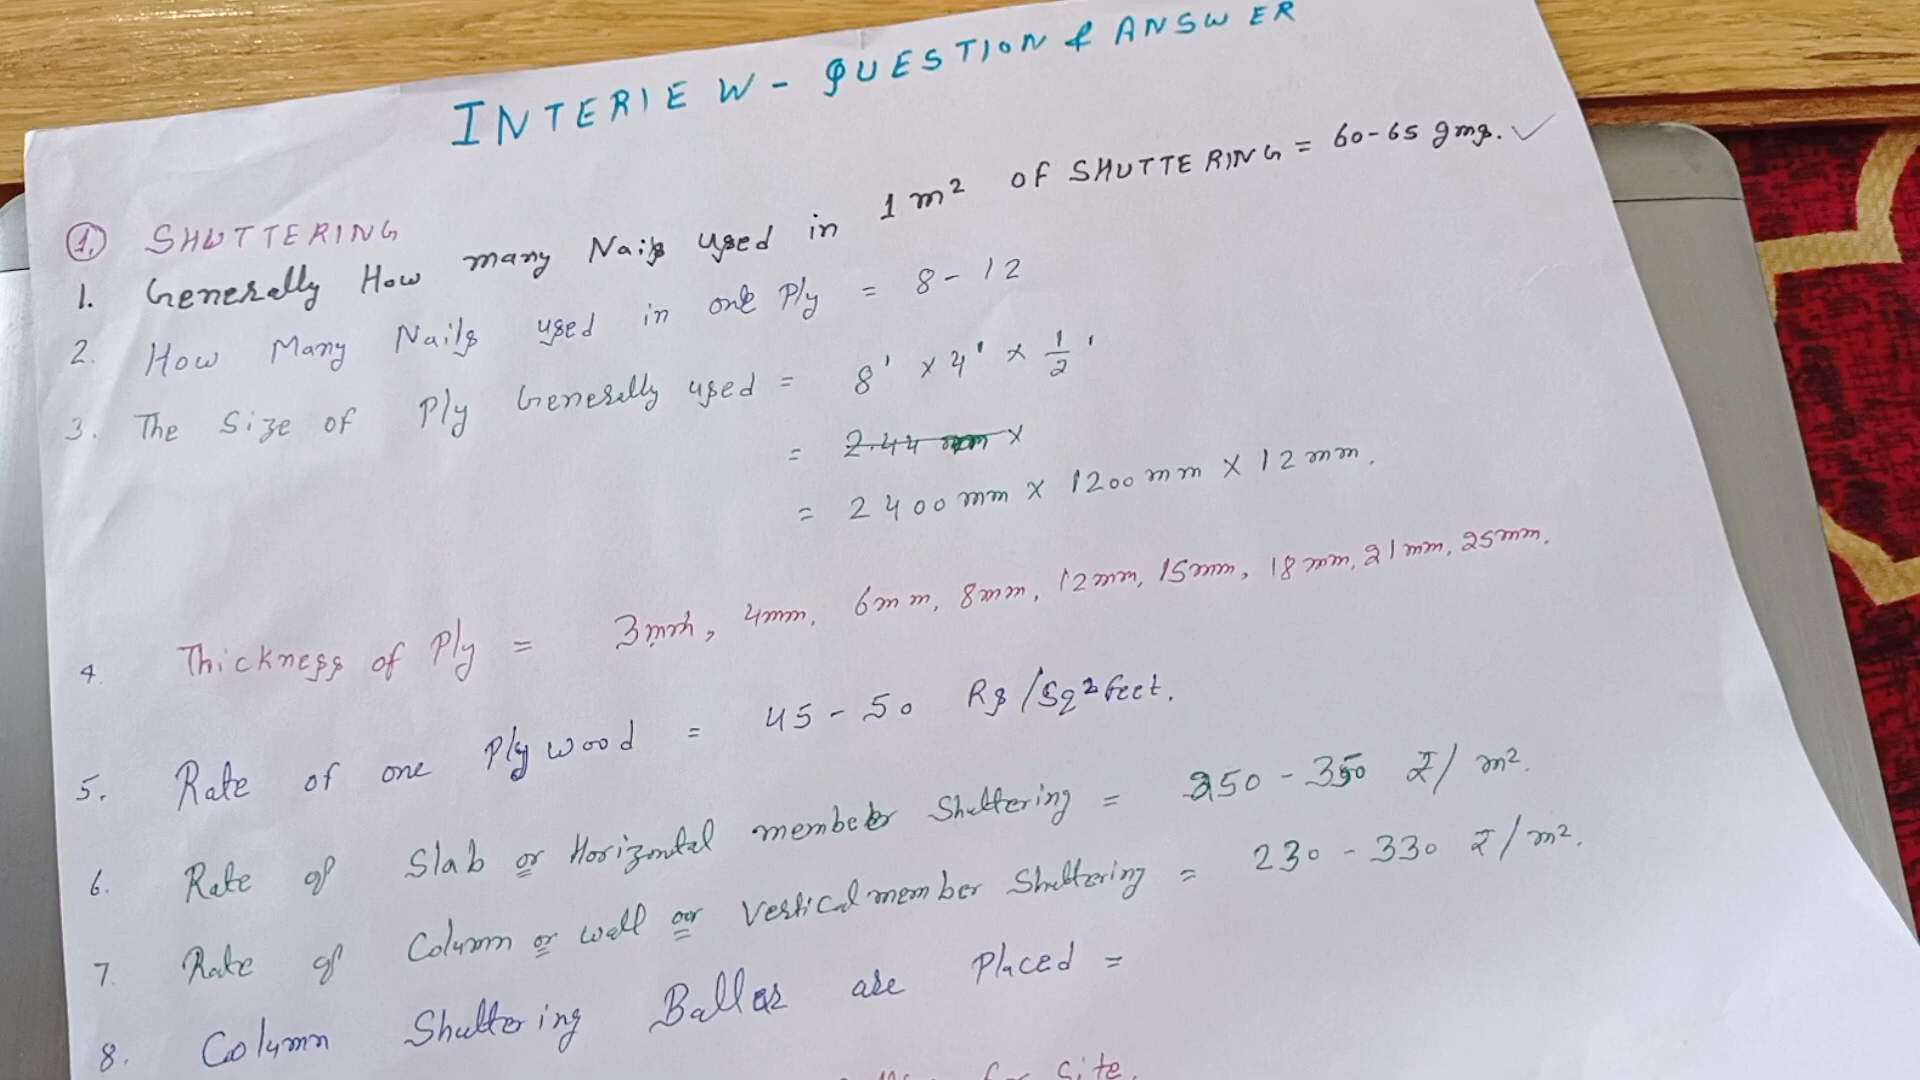 INTERIEW - QUESTION & ANSWER
1. SHUTTERING
1. Generally How many Nails used in 1 m² OF SHUTTERING = 60-65 gms. ✓
2. How Many Nails used in one Ply = 8-12
3. The Size of Ply Generally used = 8' x 4' x 1/2'
= 2.44 mm x
= 2400 mm x 1200 mm x 12 mm.
4. Thickness of Ply = 3mm, 4mm, 6mm, 8mm, 12mm, 15mm, 18mm, 21mm, 25mm.
5. Rate of one Plywood = 45-50 Rs/Sq² feet.
6. Rate of Slab or Horizontal member Shuttering = 250-350 ₹/m².
7. Rate of Column or wall or Vertical member Shuttering = 230-330 ₹/m².
8. Column Shuttering are Placed =
Site.